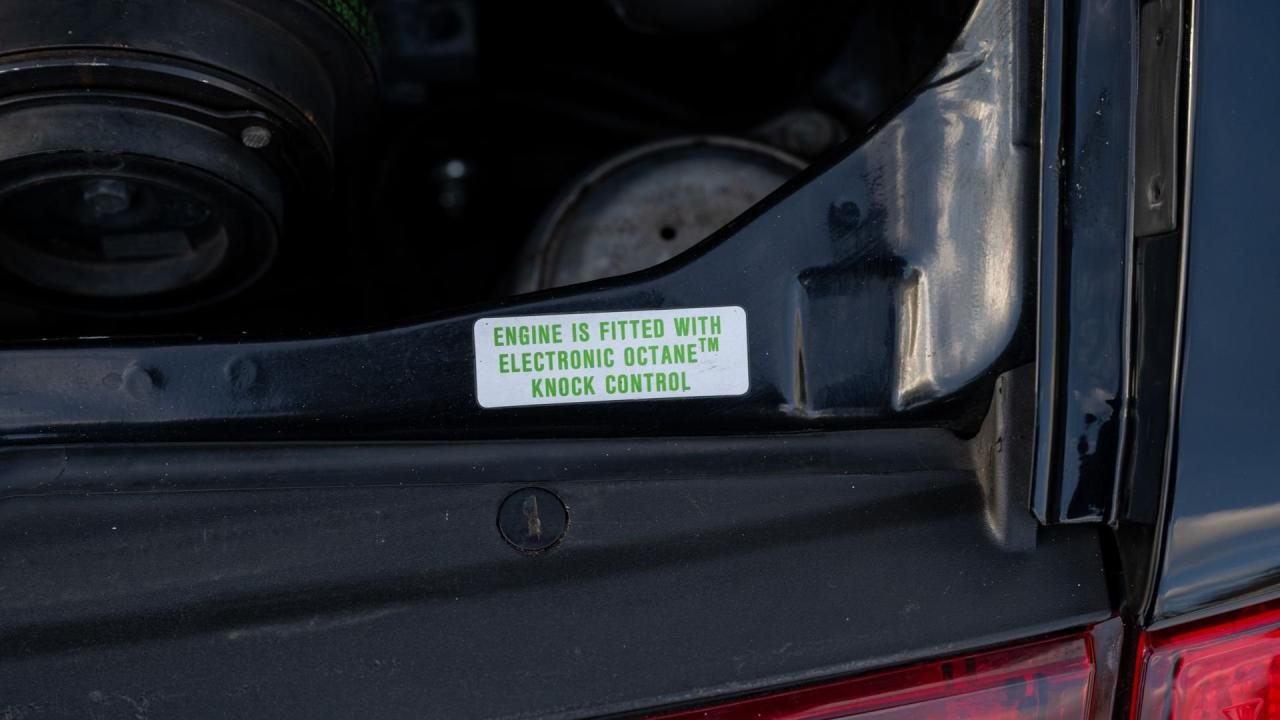 ENGINE IS FITTED WITH
ELECTRONIC OCTANE™
KNOCK CONTROL